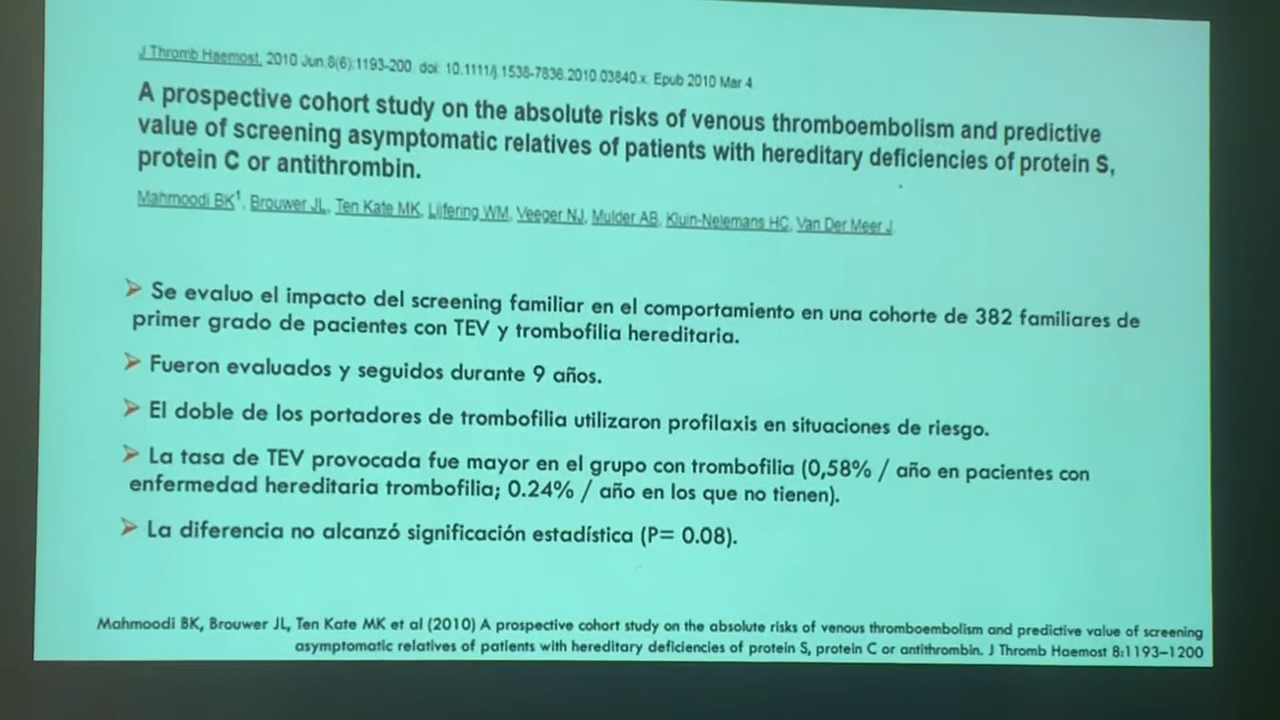 J Thromb Haemost. 2010 Jun;8(6):1193-200. doi: 10.1111/j.1538-7836.2010.03840.x. Epub 2010 Mar 4
A prospective cohort study on the absolute risks of venous thromboembolism and predictive
value of screening asymptomatic relatives of patients with hereditary deficiencies of protein S,
protein C or antithrombin.
Mahmoodi BK1, Brouwer JL, Ten Kate MK, Lijfering WM, Veeger NJ, Mulder AB, Kluin-Nelemans HC, Van Der Meer J.
➢ Se evaluo el impacto del screening familiar en el comportamiento en una cohorte de 382 familiares de
primer grado de pacientes con TEV y trombofilia hereditaria.
➢ Fueron evaluados y seguidos durante 9 años.
➢ El doble de los portadores de trombofilia utilizaron profilaxis en situaciones de riesgo.
➢ La tasa de TEV provocada fue mayor en el grupo con trombofilia (0,58% / año en pacientes con
enfermedad hereditaria trombofilia; 0.24% / año en los que no tienen).
➢ La diferencia no alcanzó significación estadística (P= 0.08).
Mahmoodi BK, Brouwer JL, Ten Kate MK et al (2010) A prospective cohort study on the absolute risks of venous thromboembolism and predictive value of screening
asymptomatic relatives of patients with hereditary deficiencies of protein S, protein C or antithrombin. J Thromb Haemost 8:1193–1200